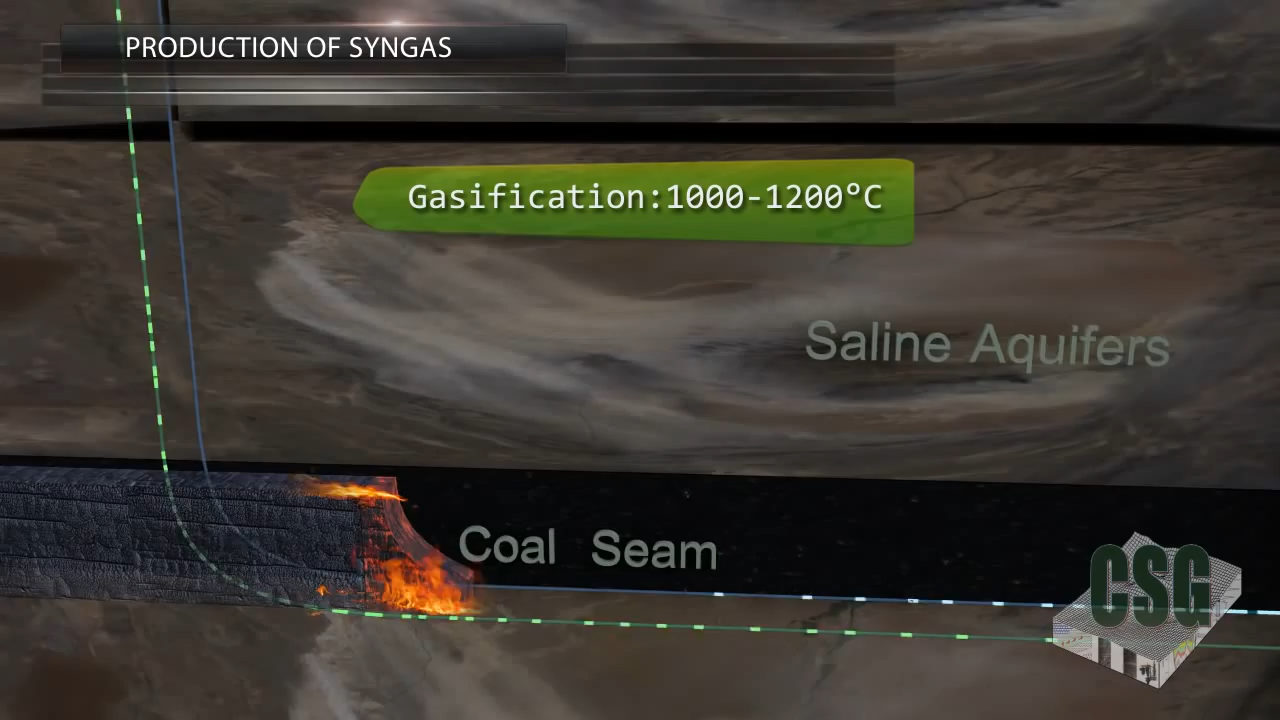 PRODUCTION OF SYNGAS
Gasification:1000-1200°C
Saline Aquifers
Coal Seam
CSG